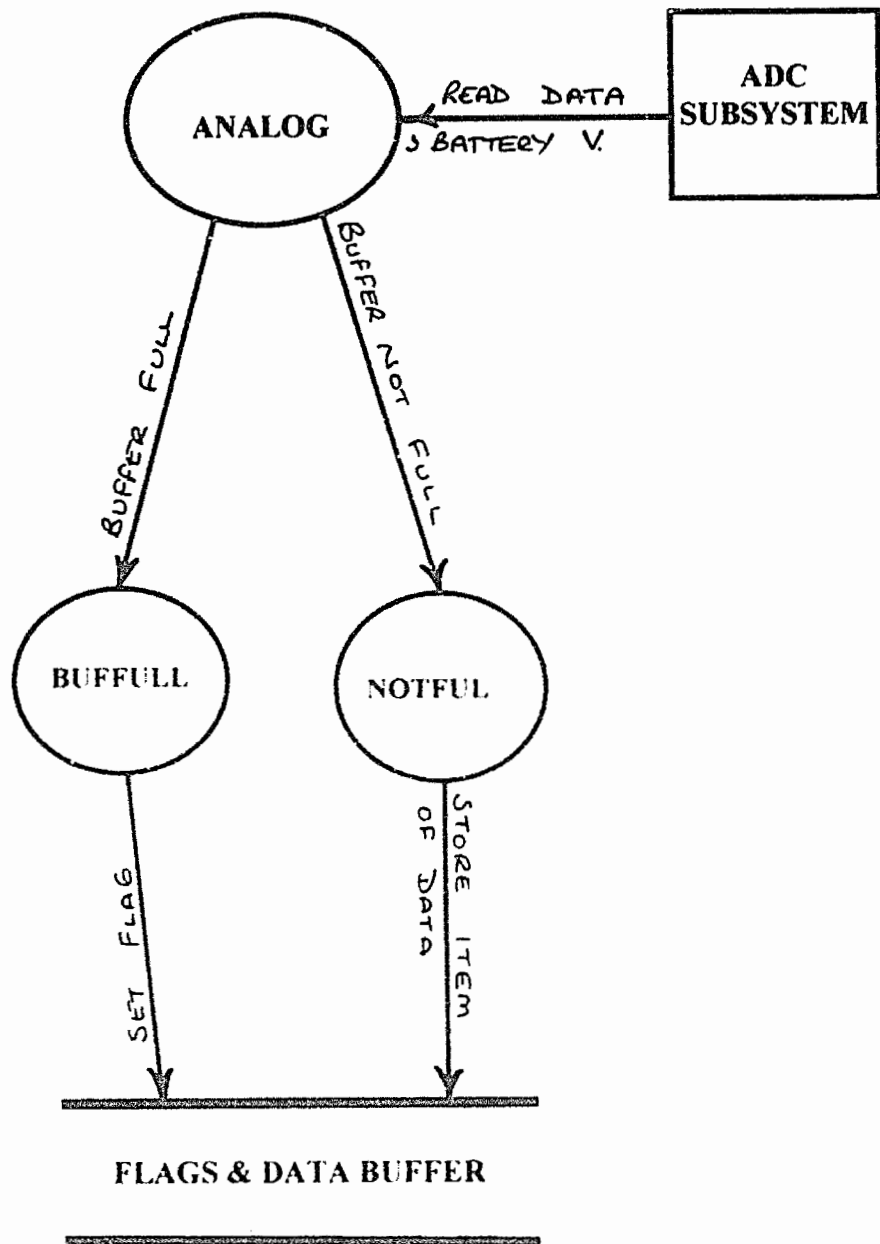 ADC
SUBSYSTEM
READ DATA
BATTERY V.
ANALOG
BUFFER FULL
BUFFER NOT FULL
BUFFULL
NOTFUL
SET FLAG
STORE ITEM
OF DATA
FLAGS & DATA BUFFER